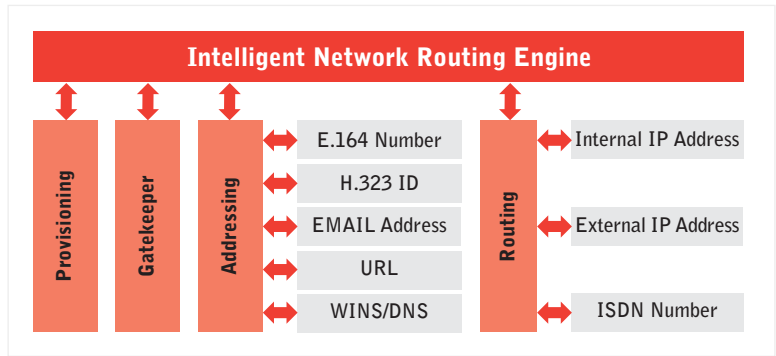 Intelligent Network Routing Engine
Provisioning
Gatekeeper
Addressing
E.164 Number
H.323 ID
EMAIL Address
URL
WINS/DNS
Routing
Internal IP Address
External IP Address
ISDN Number